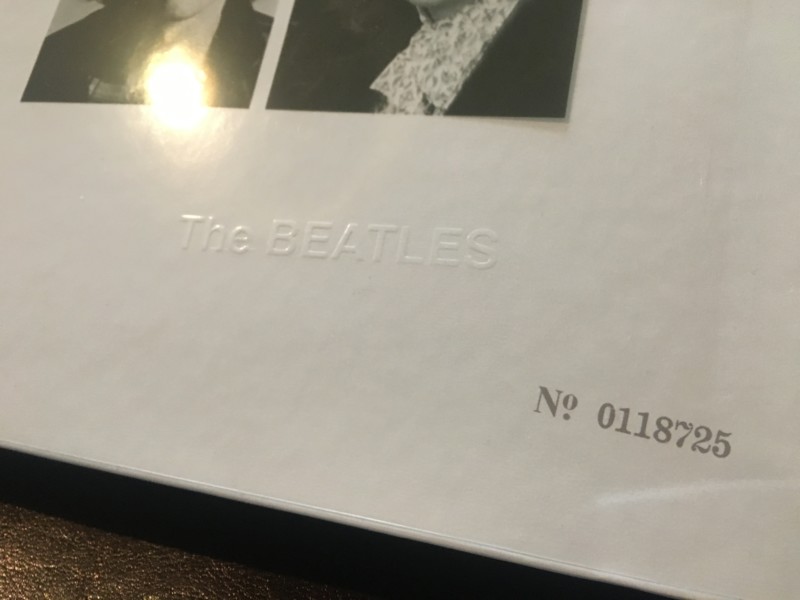 The BEATLES
Nº 0118725